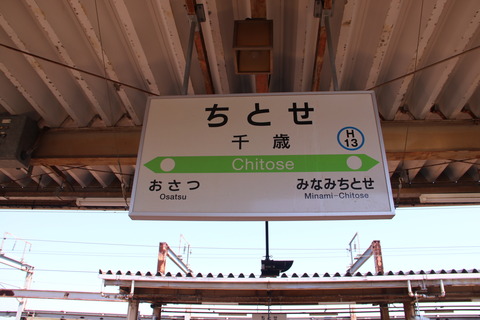 ちとせ
千歳
H
13
Chitose
おさつ
Osatsu
みなみちとせ
Minami-Chitose